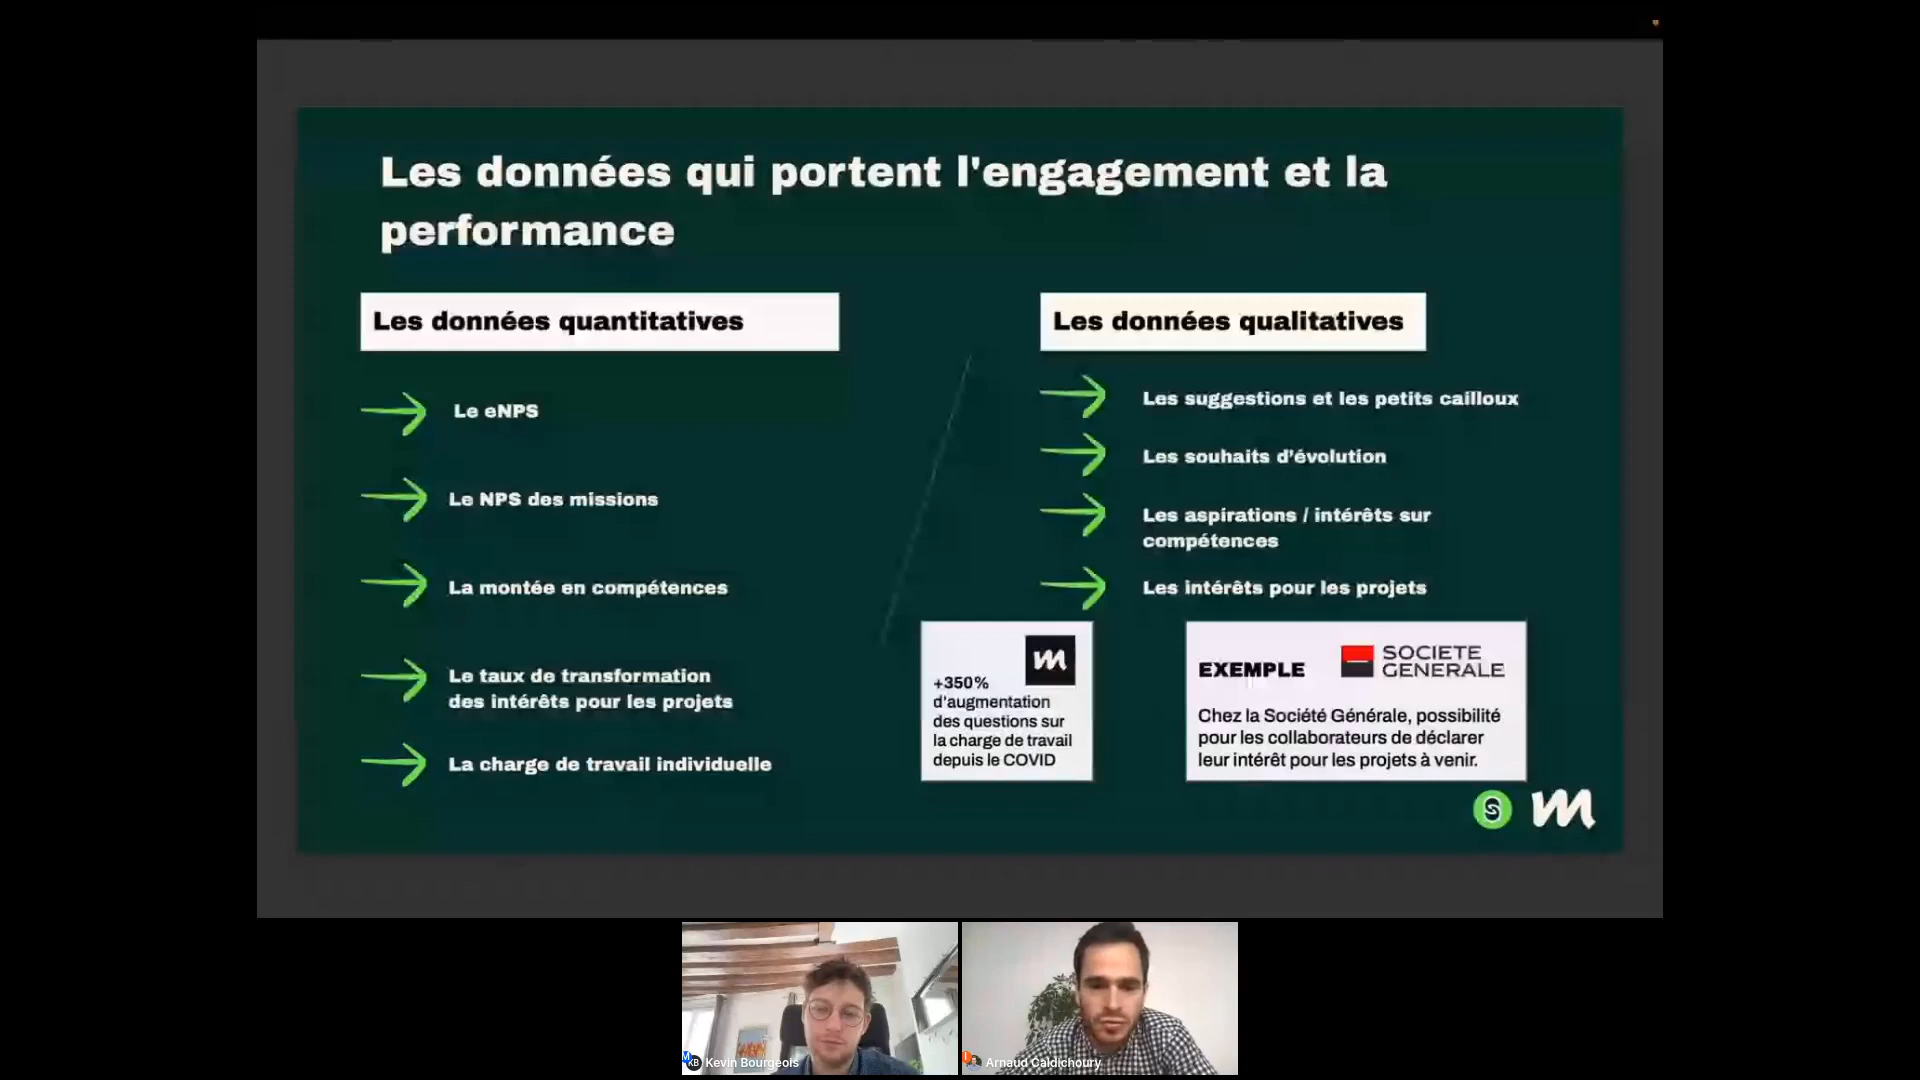 Les données qui portent l'engagement et la
performance
Les données quantitatives
Le eNPS
Le NPS des missions
La montée en compétences
Le taux de transformation
des intérêts pour les projets
La charge de travail individuelle
Les données qualitatives
Les suggestions et les petits cailloux
Les souhaits d'évolution
Les aspirations / intérêts sur
compétences
Les intérêts pour les projets
m
+350%
d'augmentation
des questions sur
la charge de travail
depuis le COVID
EXEMPLE
SOCIETE
GENERALE
Chez la Société Générale, possibilité
pour les collaborateurs de déclarer
leur intérêt pour les projets à venir.
S m
KB Kevin Bourgeois
Arnaud Caldichoury